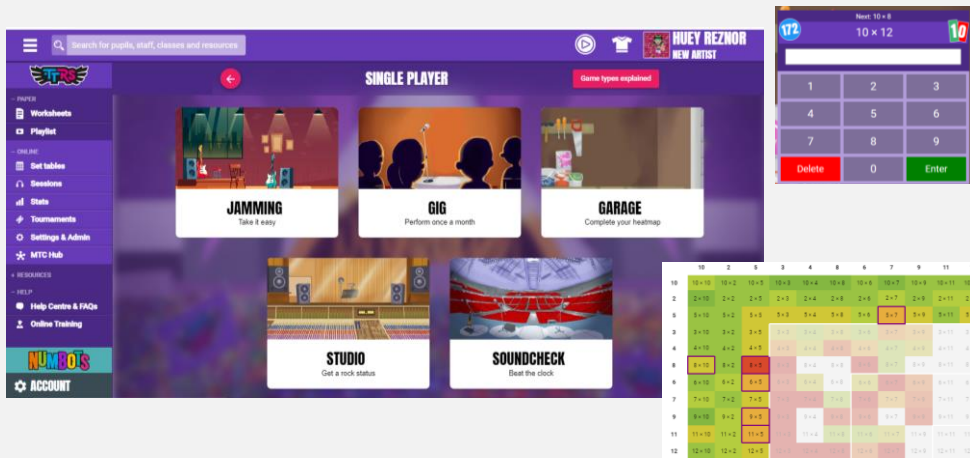 Search for pupils, staff, classes and resources
HUEY REZNOR
NEW ARTIST
TTRS
SINGLE PLAYER
Game types explained
– PAPER
Worksheets
Playlist
– ONLINE
Set tables
Sessions
Stats
Tournaments
Settings & Admin
MTC Hub
+ RESOURCES
– HELP
Help Centre & FAQs
Online Training
NUMBOTS
ACCOUNT
JAMMING
Take it easy
GIG
Perform once a month
GARAGE
Complete your heatmap
STUDIO
Get a rock status
SOUNDCHECK
Beat the clock
Next: 10 × 8
172
10 × 12
10
1 2 3
4 5 6
7 8 9
Delete 0 Enter
10 2 5 3 4 8 6 7 9 11
10 10×10 10×2 10×5 10×3 10×4 10×8 10×6 10×7 10×9 10×11
2 2×10 2×2 2×5 2×3 2×4 2×8 2×6 2×7 2×9 2×11
5 5×10 5×2 5×5 5×3 5×4 5×8 5×6 5×7 5×9 5×11
3 3×10 3×2 3×5
4 4×10 4×2 4×5
8 8×10 8×2 8×5
6 6×10 6×2 6×5
7 7×10 7×2 7×5
9 9×10 9×2 9×5
11 11×10 11×2 11×5
12 12×10 12×2 12×5